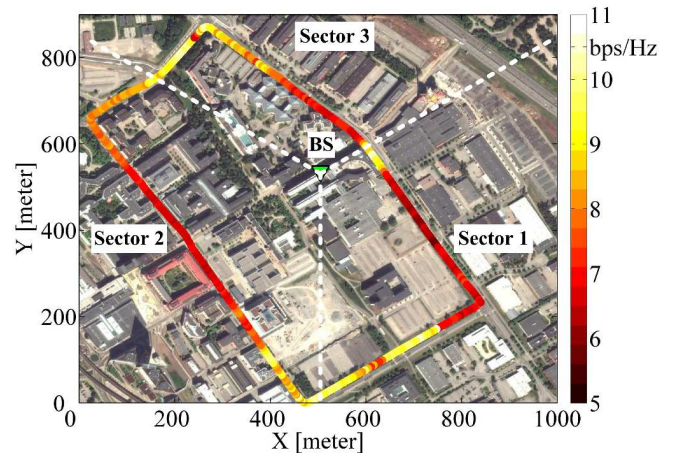 11
bps/Hz
10
9
8
7
6
5
800
600
400
200
0
Y [meter]
Sector 3
BS
Sector 2
Sector 1
0 200 400 600 800 1000
X [meter]